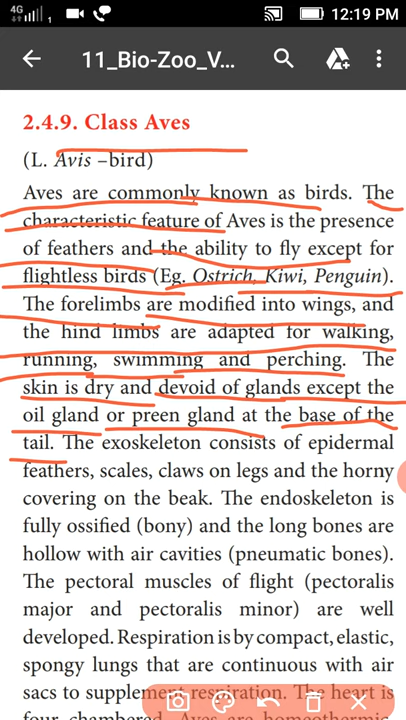 4G 1 12:19 PM
11_Bio-Zoo_V...
2.4.9. Class Aves
(L. Avis –bird)
Aves are commonly known as birds. The
characteristic feature of Aves is the presence
of feathers and the ability to fly except for
flightless birds (Eg. Ostrich, Kiwi, Penguin).
The forelimbs are modified into wings, and
the hind limbs are adapted for walking,
running, swimming and perching. The
skin is dry and devoid of glands except the
oil gland or preen gland at the base of the
tail. The exoskeleton consists of epidermal
feathers, scales, claws on legs and the horny
covering on the beak. The endoskeleton is
fully ossified (bony) and the long bones are
hollow with air cavities (pneumatic bones).
The pectoral muscles of flight (pectoralis
major and pectoralis minor) are well
developed. Respiration is by compact, elastic,
spongy lungs that are continuous with air
sacs to supplement respiration. The heart is
four chambered. Aves are homeothermic,